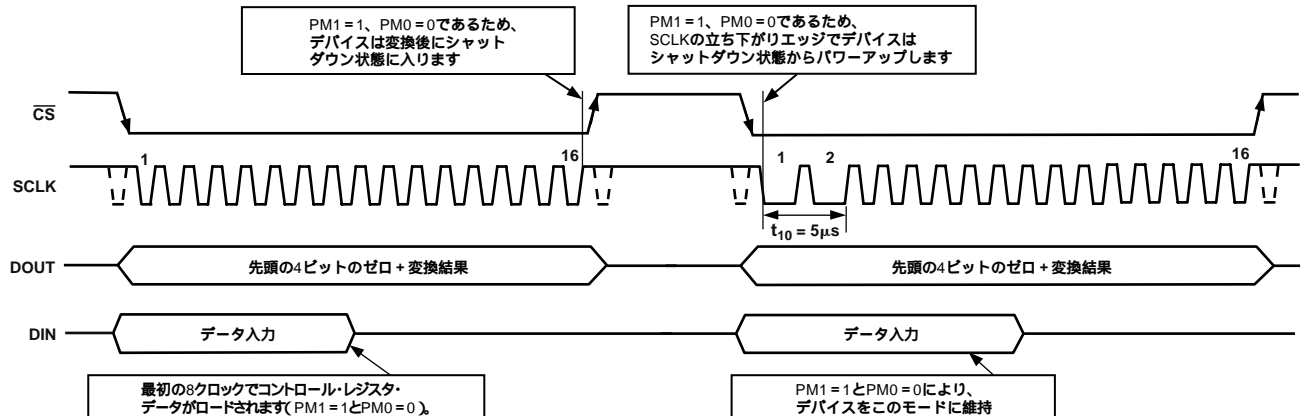 PM1 = 1、PM0 = 0であるため、
デバイスは変換後にシャット
ダウン状態に入ります
PM1 = 1、PM0 = 0であるため、
SCLKの立ち下がりエッジでデバイスは
シャットダウン状態からパワーアップします
CS
1
16
1
2
16
SCLK
t10 = 5μs
DOUT
先頭の4ビットのゼロ + 変換結果
先頭の4ビットのゼロ + 変換結果
DIN
データ入力
データ入力
最初の8クロックでコントロール・レジスタ・
データがロードされます(PM1 = 1とPM0 = 0)。
PM1 = 1とPM0 = 0により、
デバイスをこのモードに維持